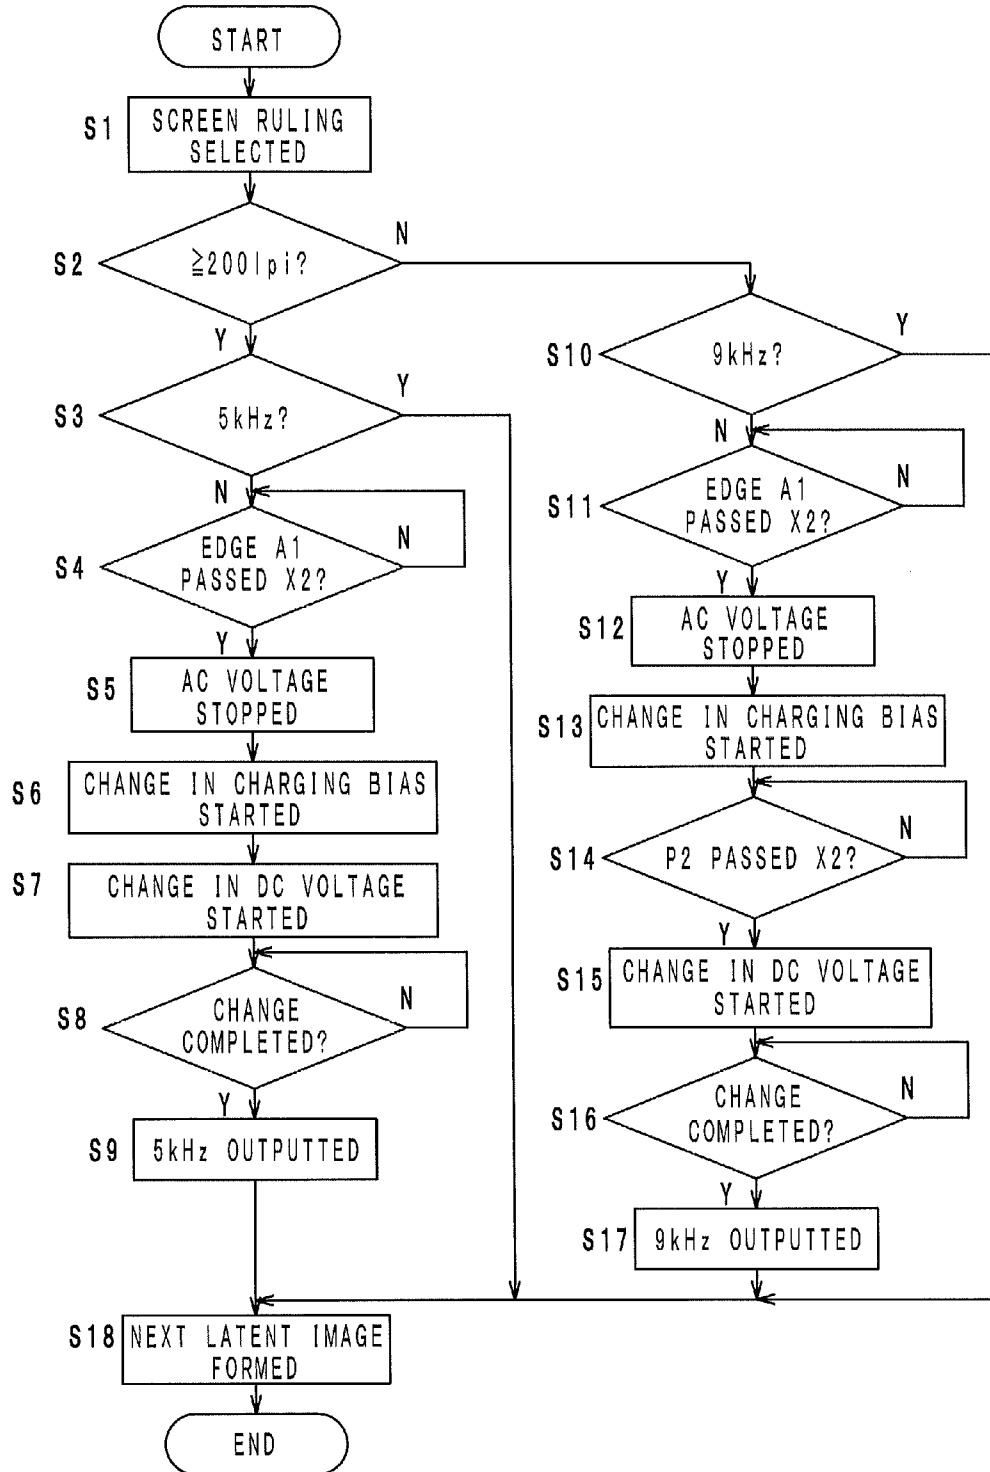 START
S1
SCREEN RULING
SELECTED
S2
≧200lpi?
N
Y
S3
5kHz?
Y
N
S4
EDGE A1
PASSED X2?
N
Y
S5
AC VOLTAGE
STOPPED
S6
CHANGE IN CHARGING BIAS
STARTED
S7
CHANGE IN DC VOLTAGE
STARTED
S8
CHANGE
COMPLETED?
N
Y
S9
5kHz OUTPUTTED
S10
9kHz?
Y
N
S11
EDGE A1
PASSED X2?
N
Y
S12
AC VOLTAGE
STOPPED
S13
CHANGE IN CHARGING BIAS
STARTED
S14
P2 PASSED X2?
N
Y
S15
CHANGE IN DC VOLTAGE
STARTED
S16
CHANGE
COMPLETED?
N
Y
S17
9kHz OUTPUTTED
S18
NEXT LATENT IMAGE
FORMED
END